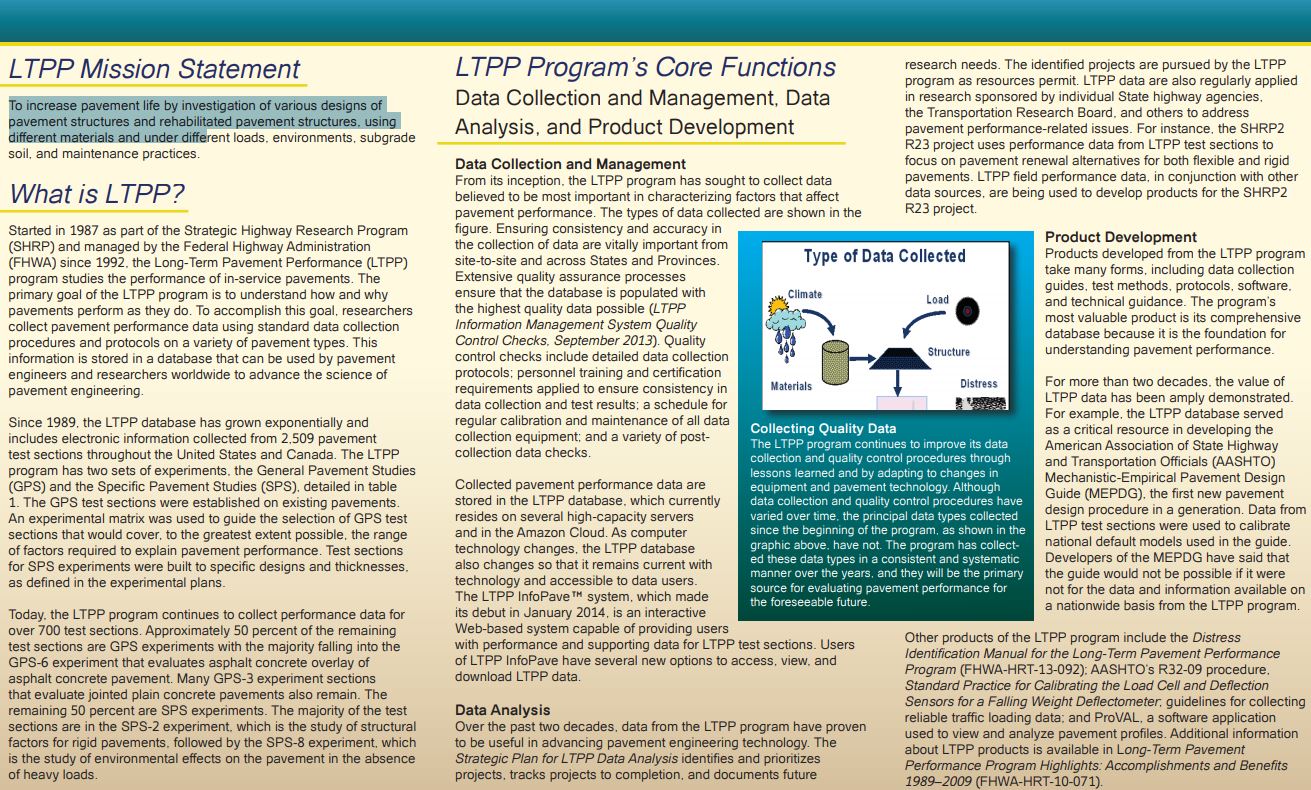 LTPP Mission Statement
To increase pavement life by investigation of various designs of
pavement structures and rehabilitated pavement structures, using
different materials and under different loads, environments, subgrade
soil, and maintenance practices.
What is LTPP?
Started in 1987 as part of the Strategic Highway Research Program
(SHRP) and managed by the Federal Highway Administration
(FHWA) since 1992, the Long-Term Pavement Performance (LTPP)
program studies the performance of in-service pavements. The
primary goal of the LTPP program is to understand how and why
pavements perform as they do. To accomplish this goal, researchers
collect pavement performance data using standard data collection
procedures and protocols on a variety of pavement types. This
information is stored in a database that can be used by pavement
engineers and researchers worldwide to advance the science of
pavement engineering.
Since 1989, the LTPP database has grown exponentially and
includes electronic information collected from 2,509 pavement
test sections throughout the United States and Canada. The LTPP
program has two sets of experiments, the General Pavement Studies
(GPS) and the Specific Pavement Studies (SPS), detailed in table
1. The GPS test sections were established on existing pavements.
An experimental matrix was used to guide the selection of GPS test
sections that would cover, to the greatest extent possible, the range
of factors required to explain pavement performance. Test sections
for SPS experiments were built to specific designs and thicknesses,
as defined in the experimental plans.
Today, the LTPP program continues to collect performance data for
over 700 test sections. Approximately 50 percent of the remaining
test sections are GPS experiments with the majority falling into the
GPS-6 experiment that evaluates asphalt concrete overlay of
asphalt concrete pavement. Many GPS-3 experiment sections
that evaluate jointed plain concrete pavements also remain. The
remaining 50 percent are SPS experiments. The majority of the test
sections are in the SPS-2 experiment, which is the study of structural
factors for rigid pavements, followed by the SPS-8 experiment, which
is the study of environmental effects on the pavement in the absence
of heavy loads.
LTPP Program's Core Functions
Data Collection and Management, Data
Analysis, and Product Development
Data Collection and Management
From its inception, the LTPP program has sought to collect data
believed to be most important in characterizing factors that affect
pavement performance. The types of data collected are shown in the
figure. Ensuring consistency and accuracy in
the collection of data are vitally important from
site-to-site and across States and Provinces.
Extensive quality assurance processes
ensure that the database is populated with
the highest quality data possible (LTPP
Information Management System Quality
Control Checks, September 2013). Quality
control checks include detailed data collection
protocols; personnel training and certification
requirements applied to ensure consistency in
data collection and test results; a schedule for
regular calibration and maintenance of all data
collection equipment; and a variety of post-
collection data checks.
Collected pavement performance data are
stored in the LTPP database, which currently
resides on several high-capacity servers
and in the Amazon Cloud. As computer
technology changes, the LTPP database
also changes so that it remains current with
technology and accessible to data users.
The LTPP InfoPave™ system, which made
its debut in January 2014, is an interactive
Web-based system capable of providing users
with performance and supporting data for LTPP test sections. Users
of LTPP InfoPave have several new options to access, view, and
download LTPP data.
Data Analysis
Over the past two decades, data from the LTPP program have proven
to be useful in advancing pavement engineering technology. The
Strategic Plan for LTPP Data Analysis identifies and prioritizes
projects, tracks projects to completion, and documents future
research needs. The identified projects are pursued by the LTPP
program as resources permit. LTPP data are also regularly applied
in research sponsored by individual State highway agencies,
the Transportation Research Board, and others to address
pavement performance-related issues. For instance, the SHRP2
R23 project uses performance data from LTPP test sections to
focus on pavement renewal alternatives for both flexible and rigid
pavements. LTPP field performance data, in conjunction with other
data sources, are being used to develop products for the SHRP2
R23 project.
Type of Data Collected
Climate
Load
Structure
Materials
Distress
Collecting Quality Data
The LTPP program continues to improve its data
collection and quality control procedures through
lessons learned and by adapting to changes in
equipment and pavement technology. Although
data collection and quality control procedures have
varied over time, the principal data types collected
since the beginning of the program, as shown in the
graphic above, have not. The program has collect-
ed these data types in a consistent and systematic
manner over the years, and they will be the primary
source for evaluating pavement performance for
the foreseeable future.
Product Development
Products developed from the LTPP program
take many forms, including data collection
guides, test methods, protocols, software,
and technical guidance. The program's
most valuable product is its comprehensive
database because it is the foundation for
understanding pavement performance.
For more than two decades, the value of
LTPP data has been amply demonstrated.
For example, the LTPP database served
as a critical resource in developing the
American Association of State Highway
and Transportation Officials (AASHTO)
Mechanistic-Empirical Pavement Design
Guide (MEPDG), the first new pavement
design procedure in a generation. Data from
LTPP test sections were used to calibrate
national default models used in the guide.
Developers of the MEPDG have said that
the guide would not be possible if it were
not for the data and information available on
a nationwide basis from the LTPP program.
Other products of the LTPP program include the Distress
Identification Manual for the Long-Term Pavement Performance
Program (FHWA-HRT-13-092); AASHTO's R32-09 procedure,
Standard Practice for Calibrating the Load Cell and Deflection
Sensors for a Falling Weight Deflectometer; guidelines for collecting
reliable traffic loading data; and ProVAL, a software application
used to view and analyze pavement profiles. Additional information
about LTPP products is available in Long-Term Pavement
Performance Program Highlights: Accomplishments and Benefits
1989–2009 (FHWA-HRT-10-071).